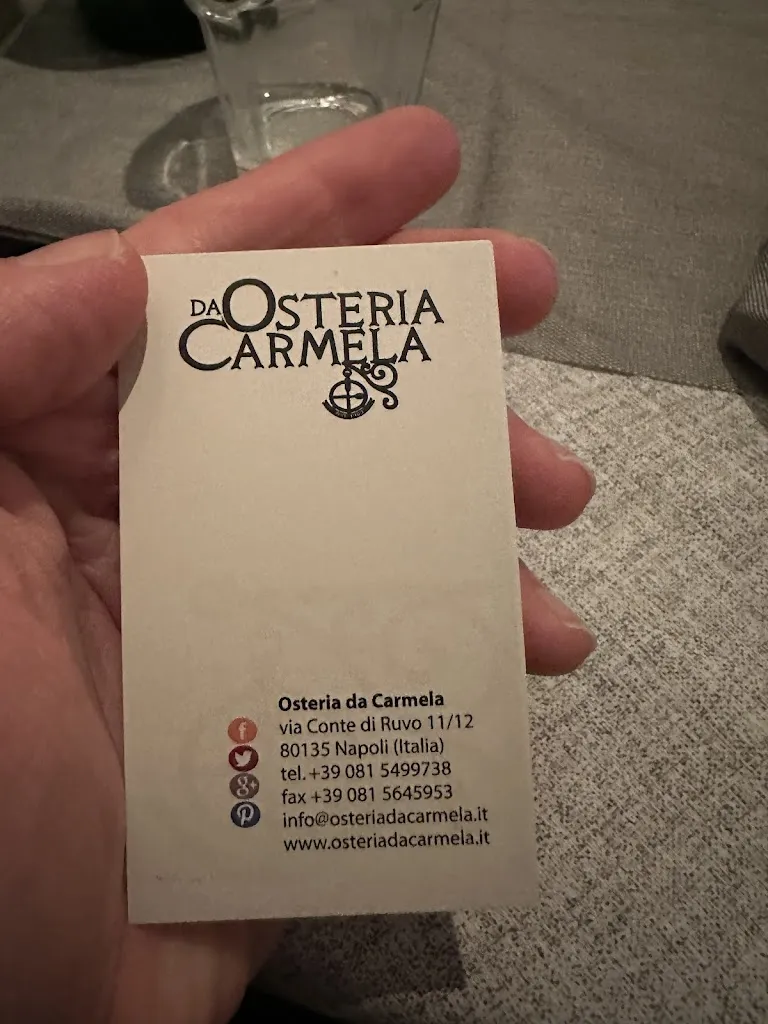 DA OSTERIA
CARMELA
Osteria da Carmela
via Conte di Ruvo 11/12
80135 Napoli (Italia)
tel. +39 081 5499738
fax +39 081 5645953
info@osteriadacarmela.it
www.osteriadacarmela.it
f
g+